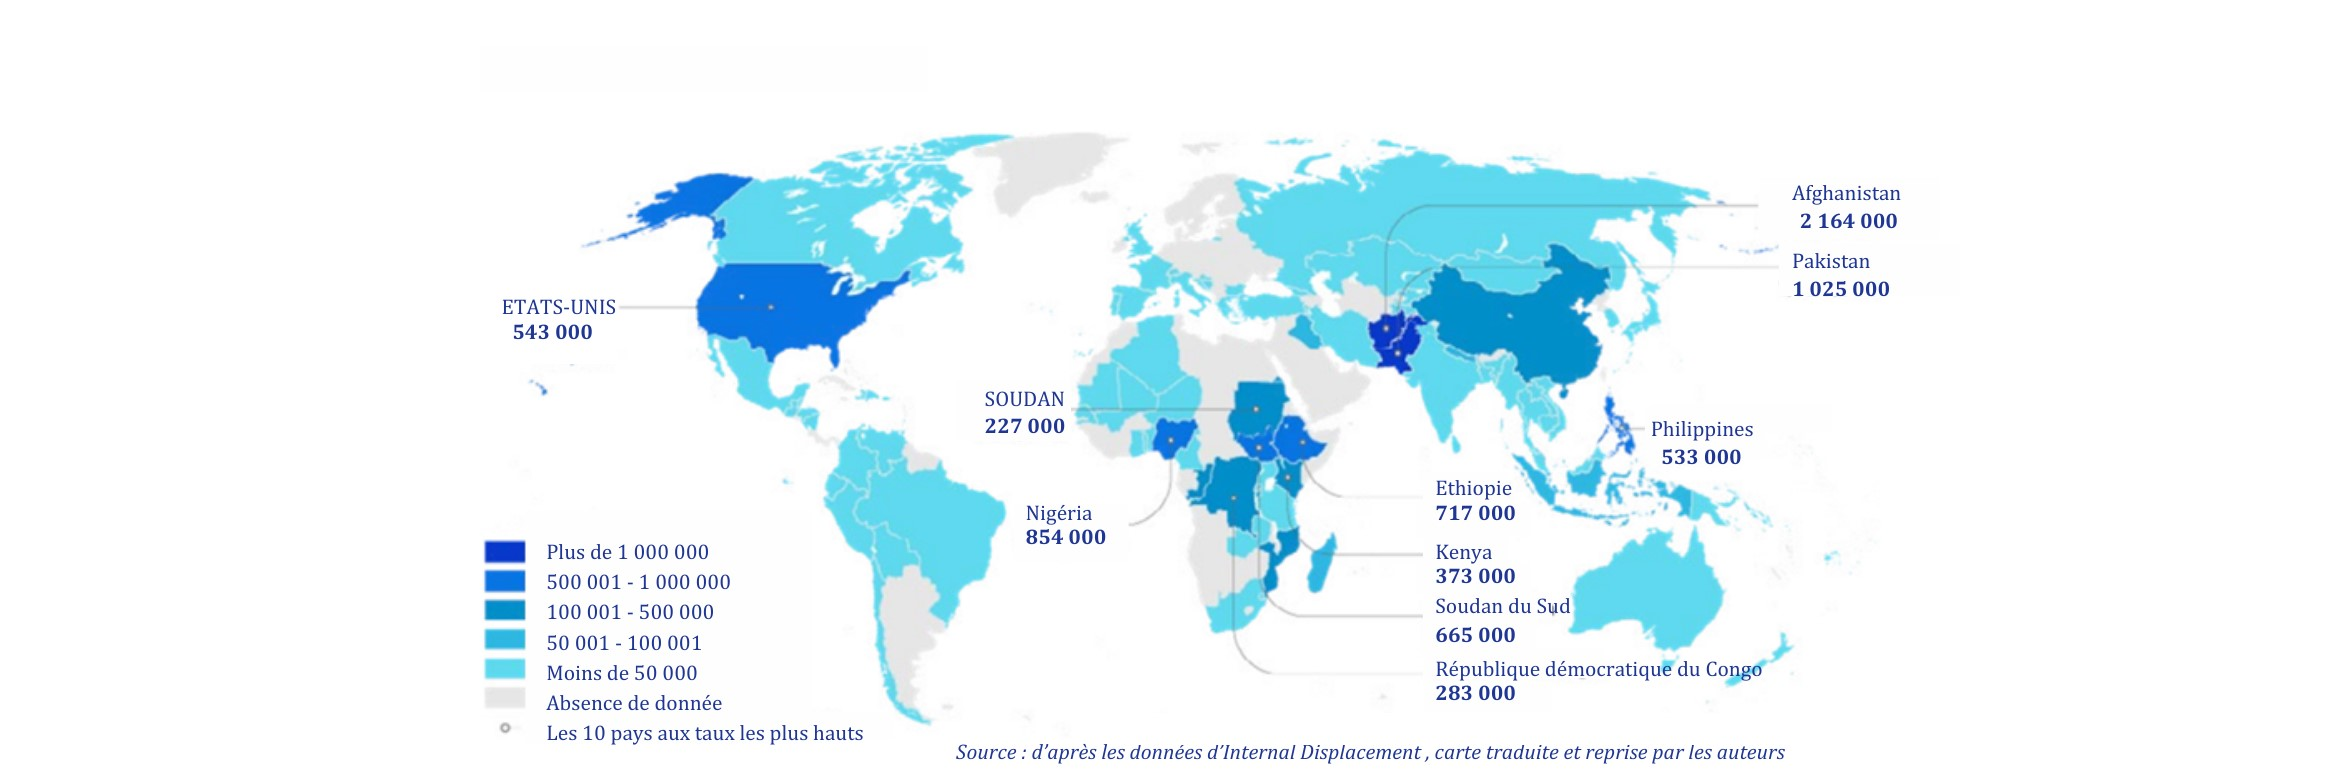 Afghanistan
2 164 000
Pakistan
1 025 000
ETATS-UNIS
543 000
SOUDAN
227 000
Philippines
533 000
Nigéria
854 000
Ethiopie
717 000
Kenya
373 000
Soudan du Sud
665 000
République démocratique du Congo
283 000
Plus de 1 000 000
500 001 - 1 000 000
100 001 - 500 000
50 001 - 100 001
Moins de 50 000
Absence de donnée
Les 10 pays aux taux les plus hauts
Source : d’après les données d’Internal Displacement , carte traduite et reprise par les auteurs